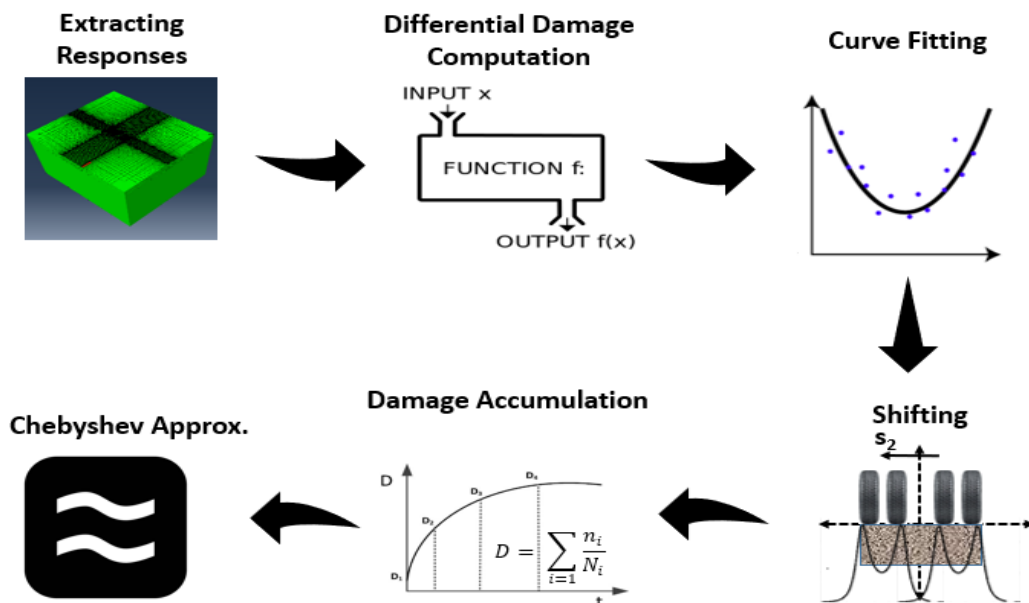 Extracting
Responses
Differential Damage
Computation
INPUT x
FUNCTION f:
OUTPUT f(x)
Curve Fitting
Shifting
s₂
Damage Accumulation
D
D₁
D₂
D₃
D₄
D = ∑ i=1 nᵢ/Nᵢ
t
Chebyshev Approx.